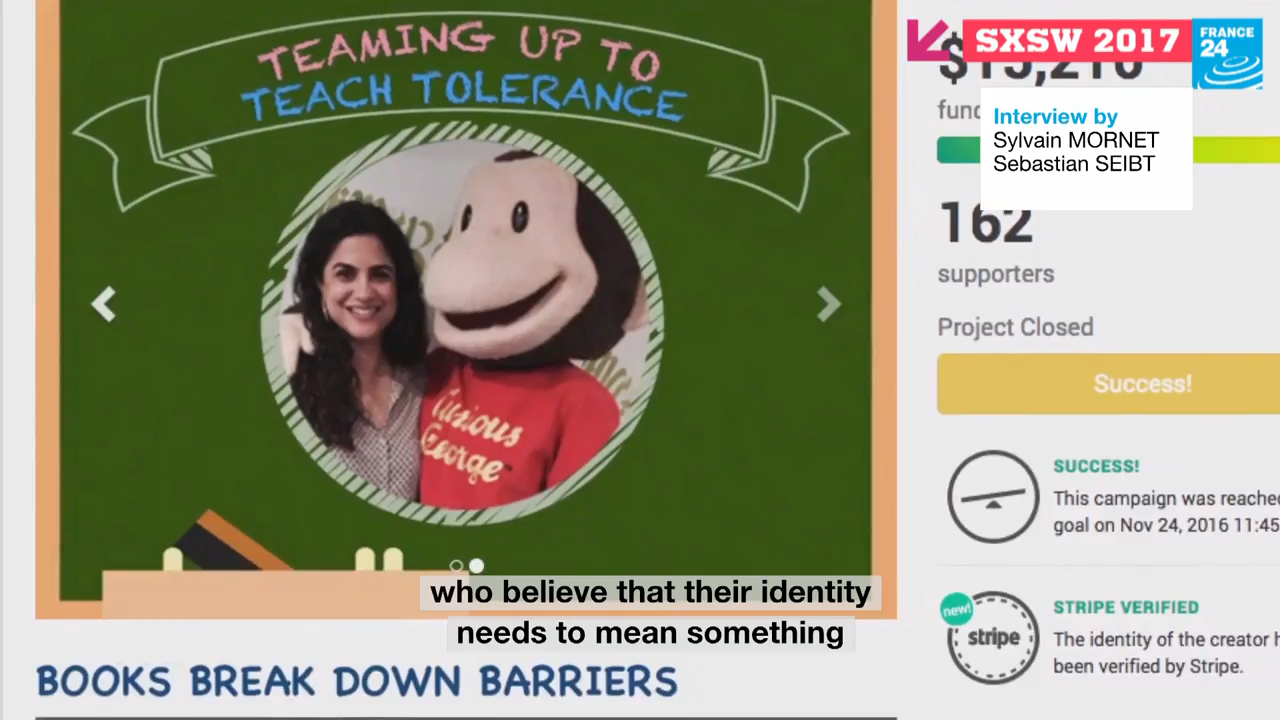 TEAMING UP TO
TEACH TOLERANCE
Curious
George
BOOKS BREAK DOWN BARRIERS
SXSW 2017
FRANCE
24
Interview by
Sylvain MORNET
Sebastian SEIBT
162
supporters
Project Closed
Success!
SUCCESS!
This campaign was reached
goal on Nov 24, 2016 11:45
new!
stripe
STRIPE VERIFIED
The identity of the creator h
been verified by Stripe.
who believe that their identity
needs to mean something